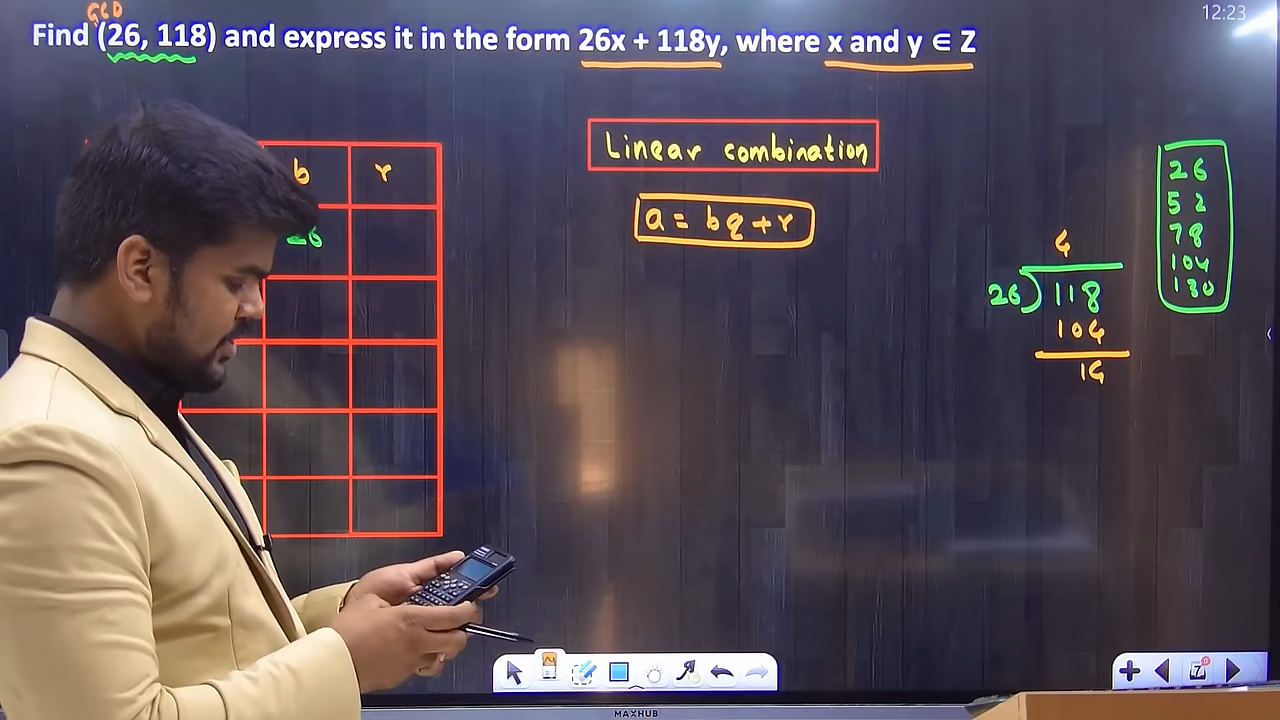 12:23
GCD
Find (26, 118) and express it in the form 26x + 118y, where x and y ∈ Z
Linear combination
a = bq + r
b r
26
4
26) 118
104
14
26
52
78
104
130
MAXHUB